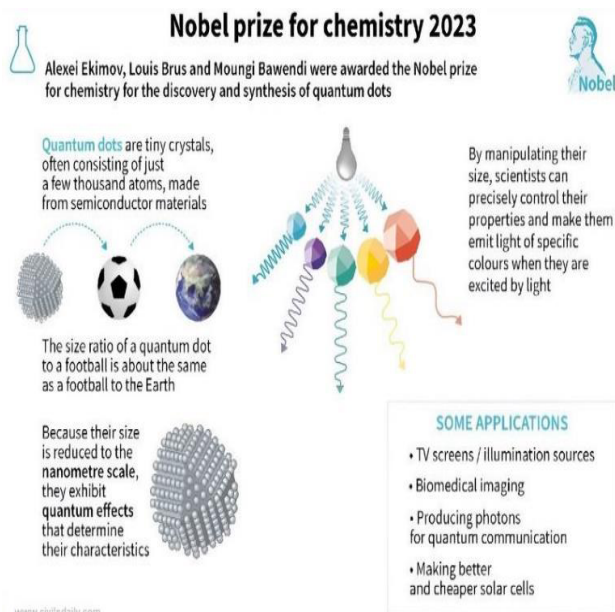 Nobel prize for chemistry 2023
Alexei Ekimov, Louis Brus and Moungi Bawendi were awarded the Nobel prize
for chemistry for the discovery and synthesis of quantum dots
Nobel
Quantum dots are tiny crystals,
often consisting of just
a few thousand atoms, made
from semiconductor materials
By manipulating their
size, scientists can
precisely control their
properties and make them
emit light of specific
colours when they are
excited by light
The size ratio of a quantum dot
to a football is about the same
as a football to the Earth
Because their size
is reduced to the
nanometre scale,
they exhibit
quantum effects
that determine
their characteristics
SOME APPLICATIONS
• TV screens / illumination sources
• Biomedical imaging
• Producing photons
for quantum communication
• Making better
and cheaper solar cells